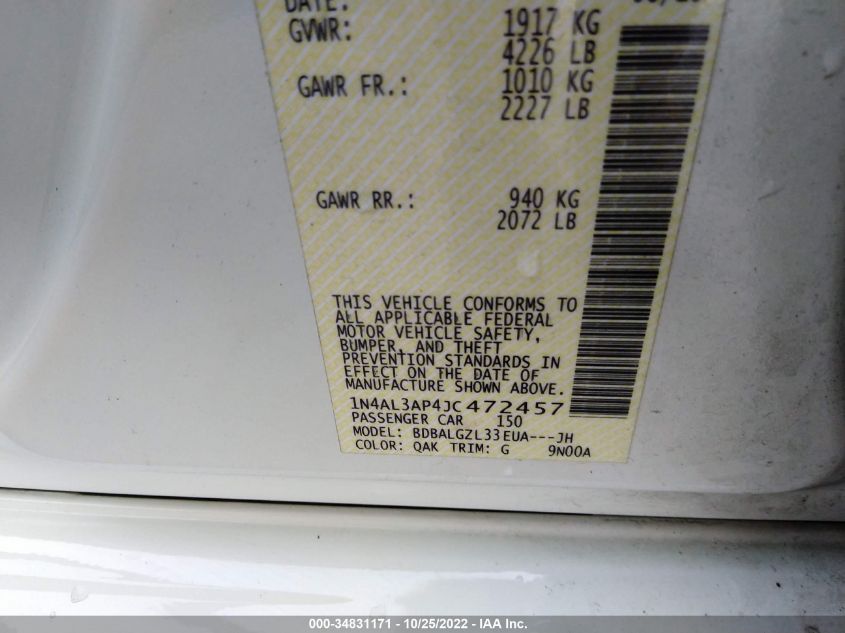 DATE:
GVWR: 1917 KG
4226 LB
GAWR FR.: 1010 KG
2227 LB
GAWR RR.: 940 KG
2072 LB
THIS VEHICLE CONFORMS TO
ALL APPLICABLE FEDERAL
MOTOR VEHICLE SAFETY,
BUMPER, AND THEFT
PREVENTION STANDARDS IN
EFFECT ON THE DATE OF
MANUFACTURE SHOWN ABOVE.
1N4AL3AP4JC472457
PASSENGER CAR 150
MODEL: BDBALGZL33EUA---JH
COLOR: QAK TRIM: G 9N00A
000-34831171 - 10/25/2022 - IAA Inc.